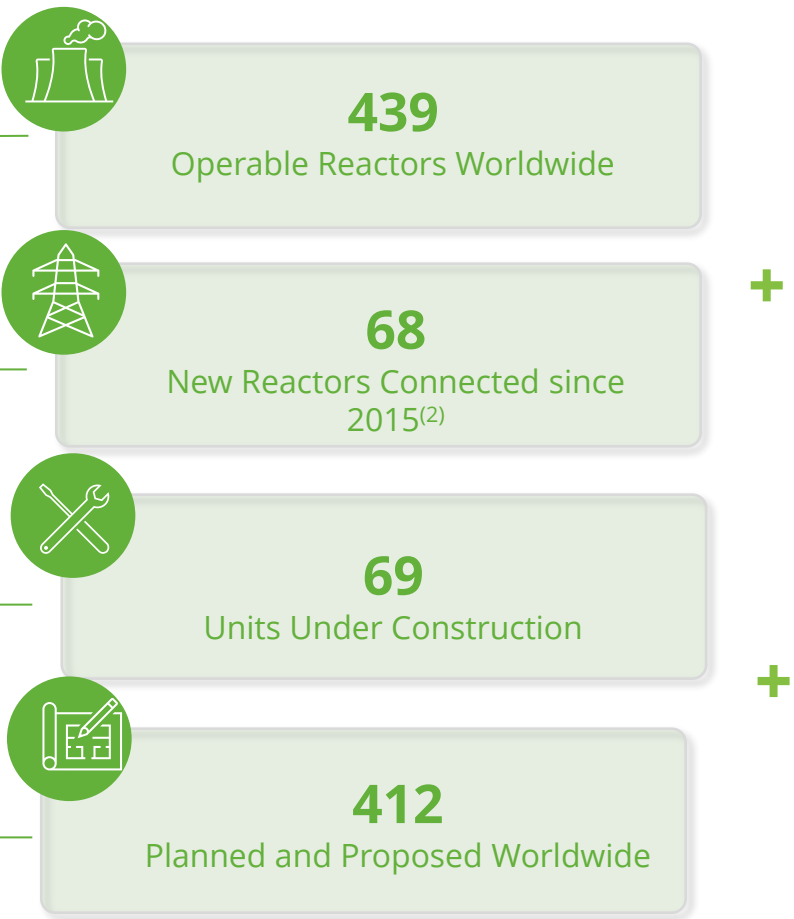 439
Operable Reactors Worldwide
+
68
New Reactors Connected since
2015(2)
69
Units Under Construction
+
412
Planned and Proposed Worldwide